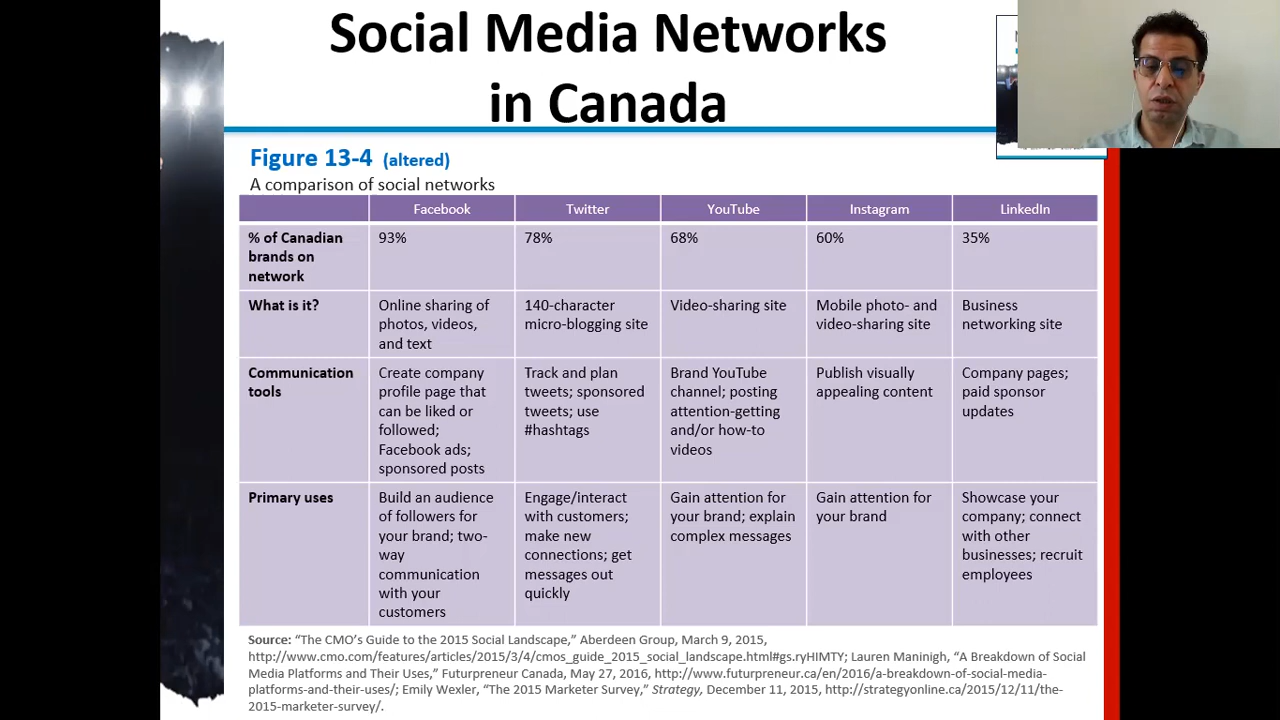 Social Media Networks
in Canada
Figure 13-4 (altered)
A comparison of social networks
Facebook Twitter YouTube Instagram LinkedIn
% of Canadian
brands on
network
93% 78% 68% 60% 35%
What is it?
Online sharing of
photos, videos,
and text
140-character
micro-blogging site
Video-sharing site
Mobile photo- and
video-sharing site
Business
networking site
Communication
tools
Create company
profile page that
can be liked or
followed;
Facebook ads;
sponsored posts
Track and plan
tweets; sponsored
tweets; use
#hashtags
Brand YouTube
channel; posting
attention-getting
and/or how-to
videos
Publish visually
appealing content
Company pages;
paid sponsor
updates
Primary uses
Build an audience
of followers for
your brand; two-
way
communication
with your
customers
Engage/interact
with customers;
make new
connections; get
messages out
quickly
Gain attention for
your brand; explain
complex messages
Gain attention for
your brand
Showcase your
company; connect
with other
businesses; recruit
employees
Source: “The CMO’s Guide to the 2015 Social Landscape,” Aberdeen Group, March 9, 2015,
http://www.cmo.com/features/articles/2015/3/4/cmos_guide_2015_social_landscape.html#gs.ryHIMTY; Lauren Maninigh, “A Breakdown of Social
Media Platforms and Their Uses,” Futurpreneur Canada, May 27, 2016, http://www.futurpreneur.ca/en/2016/a-breakdown-of-social-media-
platforms-and-their-uses/; Emily Wexler, “The 2015 Marketer Survey,” Strategy, December 11, 2015, http://strategyonline.ca/2015/12/11/the-
2015-marketer-survey/.